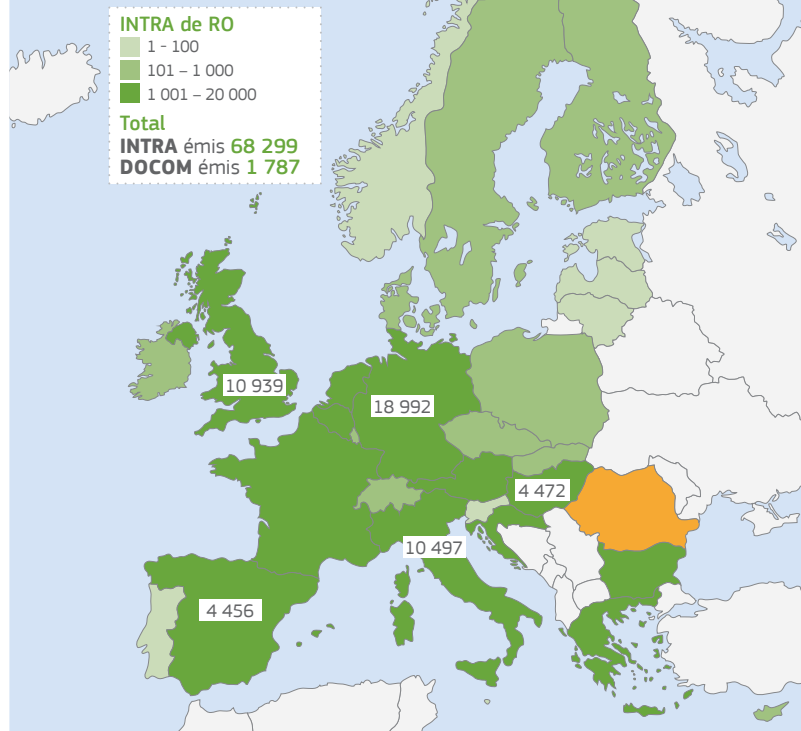 INTRA de RO
1 - 100
101 – 1 000
1 001 – 20 000
Total
INTRA émis 68 299
DOCOM émis 1 787
10 939
18 992
4 472
10 497
4 456